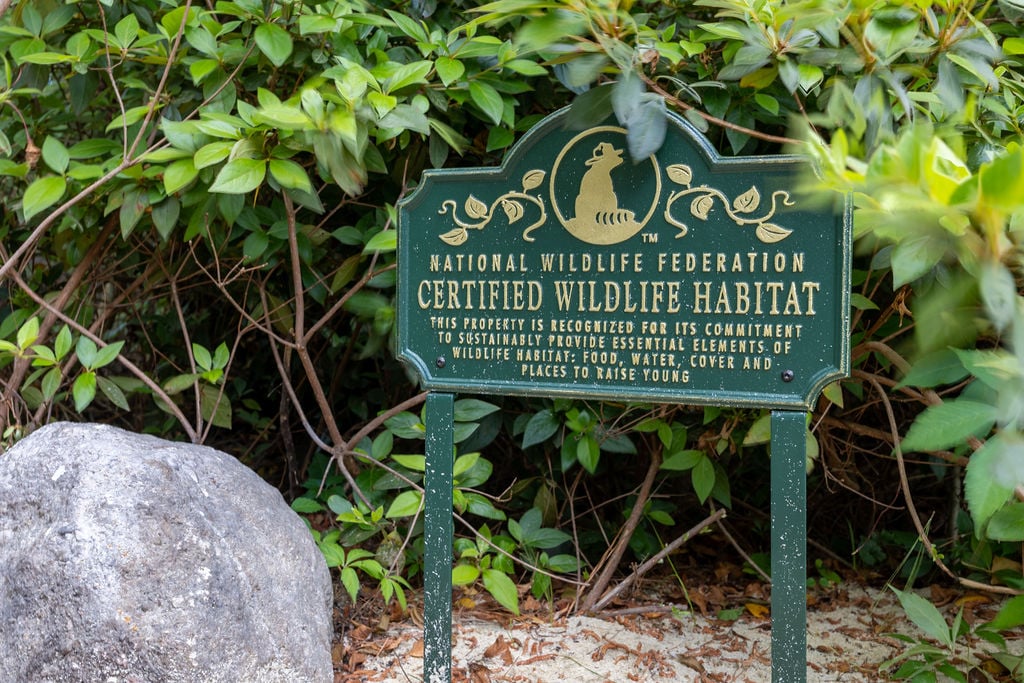 TM
NATIONAL WILDLIFE FEDERATION
CERTIFIED WILDLIFE HABITAT
THIS PROPERTY IS RECOGNIZED FOR ITS COMMITMENT
TO SUSTAINABLY PROVIDE ESSENTIAL ELEMENTS OF
WILDLIFE HABITAT: FOOD, WATER, COVER AND
PLACES TO RAISE YOUNG